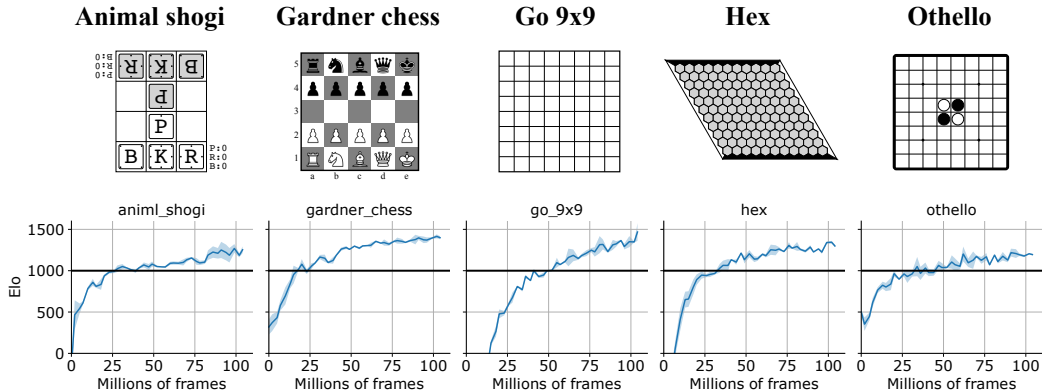 Animal shogi Gardner chess Go 9x9 Hex Othello
P:0
R:0
B:0
R K B
P
P
B K R
P:0
R:0
B:0
5
4
3
2
1
a b c d e
animl_shogi gardner_chess go_9x9 hex othello
Elo
1500
1000
500
0
0 25 50 75 100 0 25 50 75 100 0 25 50 75 100 0 25 50 75 100 0 25 50 75 100
Millions of frames Millions of frames Millions of frames Millions of frames Millions of frames